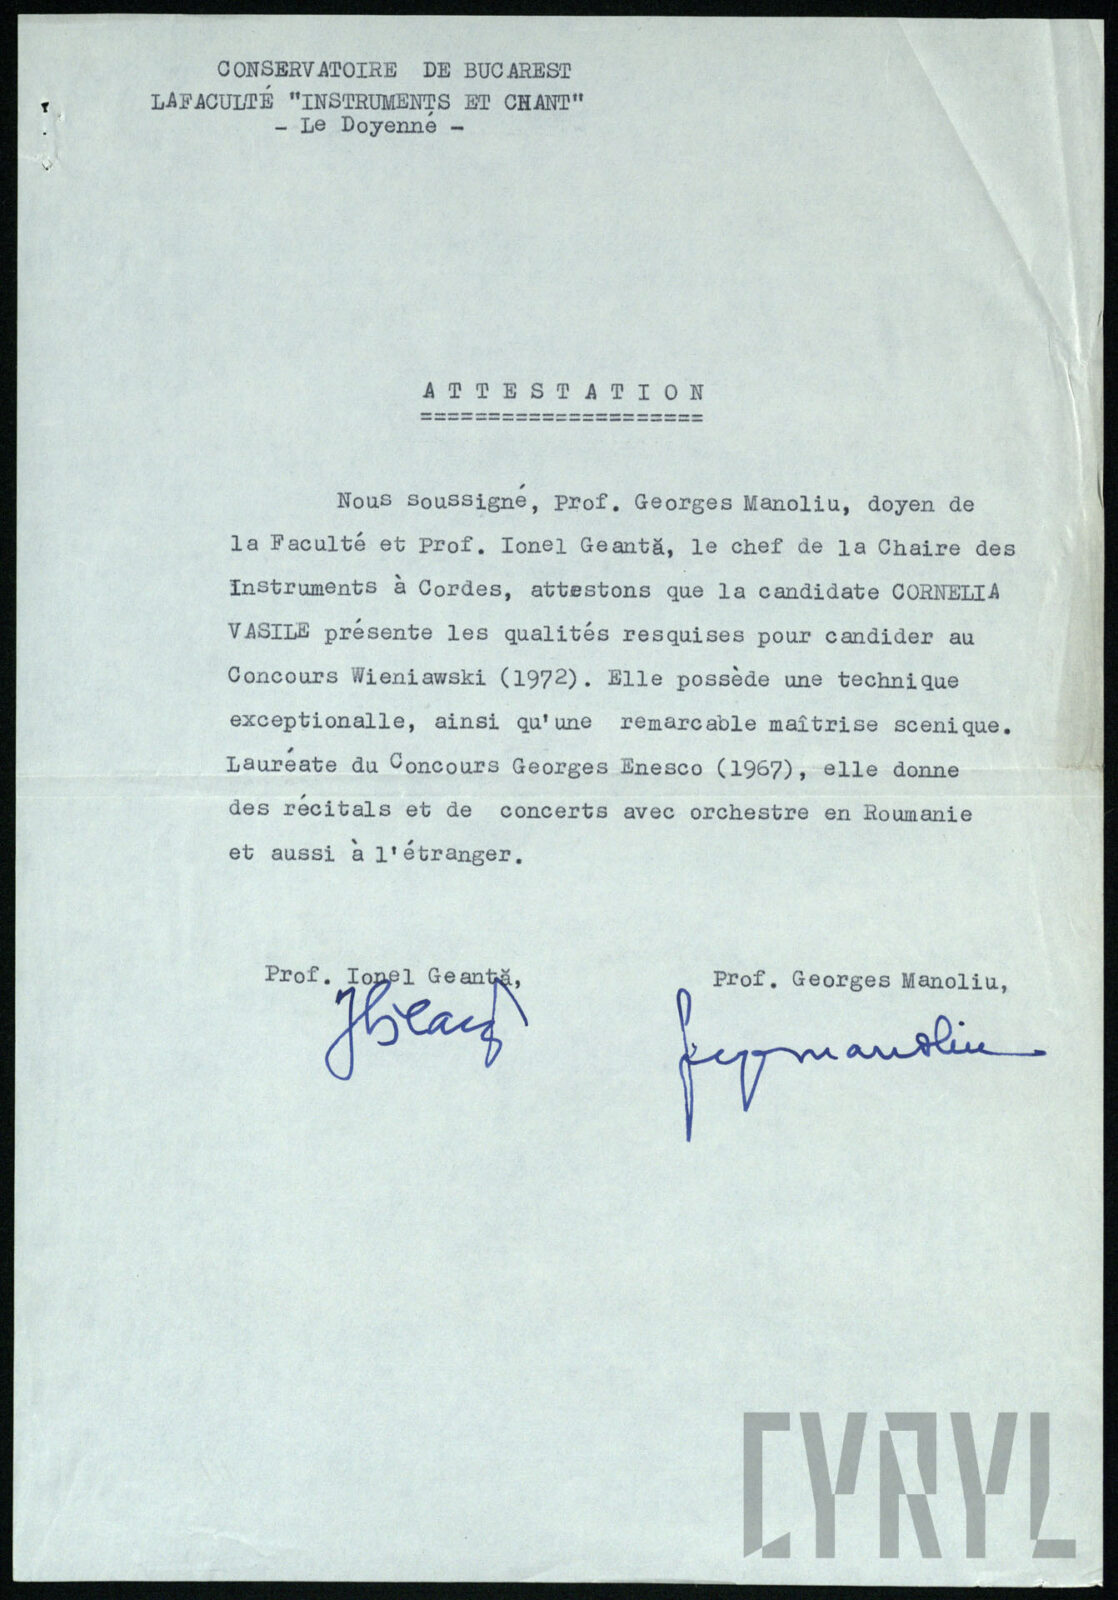 CONSERVATOIRE DE BUCAREST
LAFACULTÉ "INSTRUMENTS ET CHANT"
- Le Doyenné -
A T T E S T A T I O N
=====================
Nous soussigné, Prof. Georges Manoliu, doyen de
la Faculté et Prof. Ionel Geantă, le chef de la Chaire des
Instruments à Cordes, attestons que la candidate CORNELIA
VASILE présente les qualités resquises pour candider au
Concours Wieniawski (1972). Elle possède une technique
exceptionalle, ainsi qu'une remarcable maîtrise scenique.
Lauréate du Concours Georges Enesco (1967), elle donne
des récitals et de concerts avec orchestre en Roumanie
et aussi à l'étranger.
Prof. Ionel Geantă,
Prof. Georges Manoliu,
CYRYL